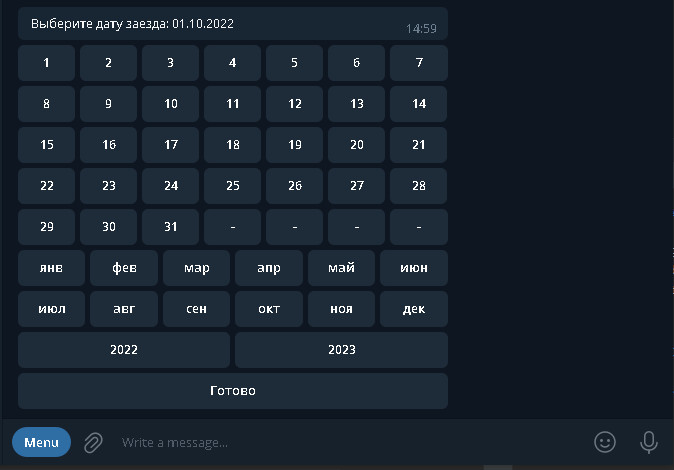 Выберите дату заезда: 01.10.2022
14:59
1 2 3 4 5 6 7
8 9 10 11 12 13 14
15 16 17 18 19 20 21
22 23 24 25 26 27 28
29 30 31 - - - -
янв фев мар апр май июн
июл авг сен окт ноя дек
2022 2023
Готово
Menu Write a message...